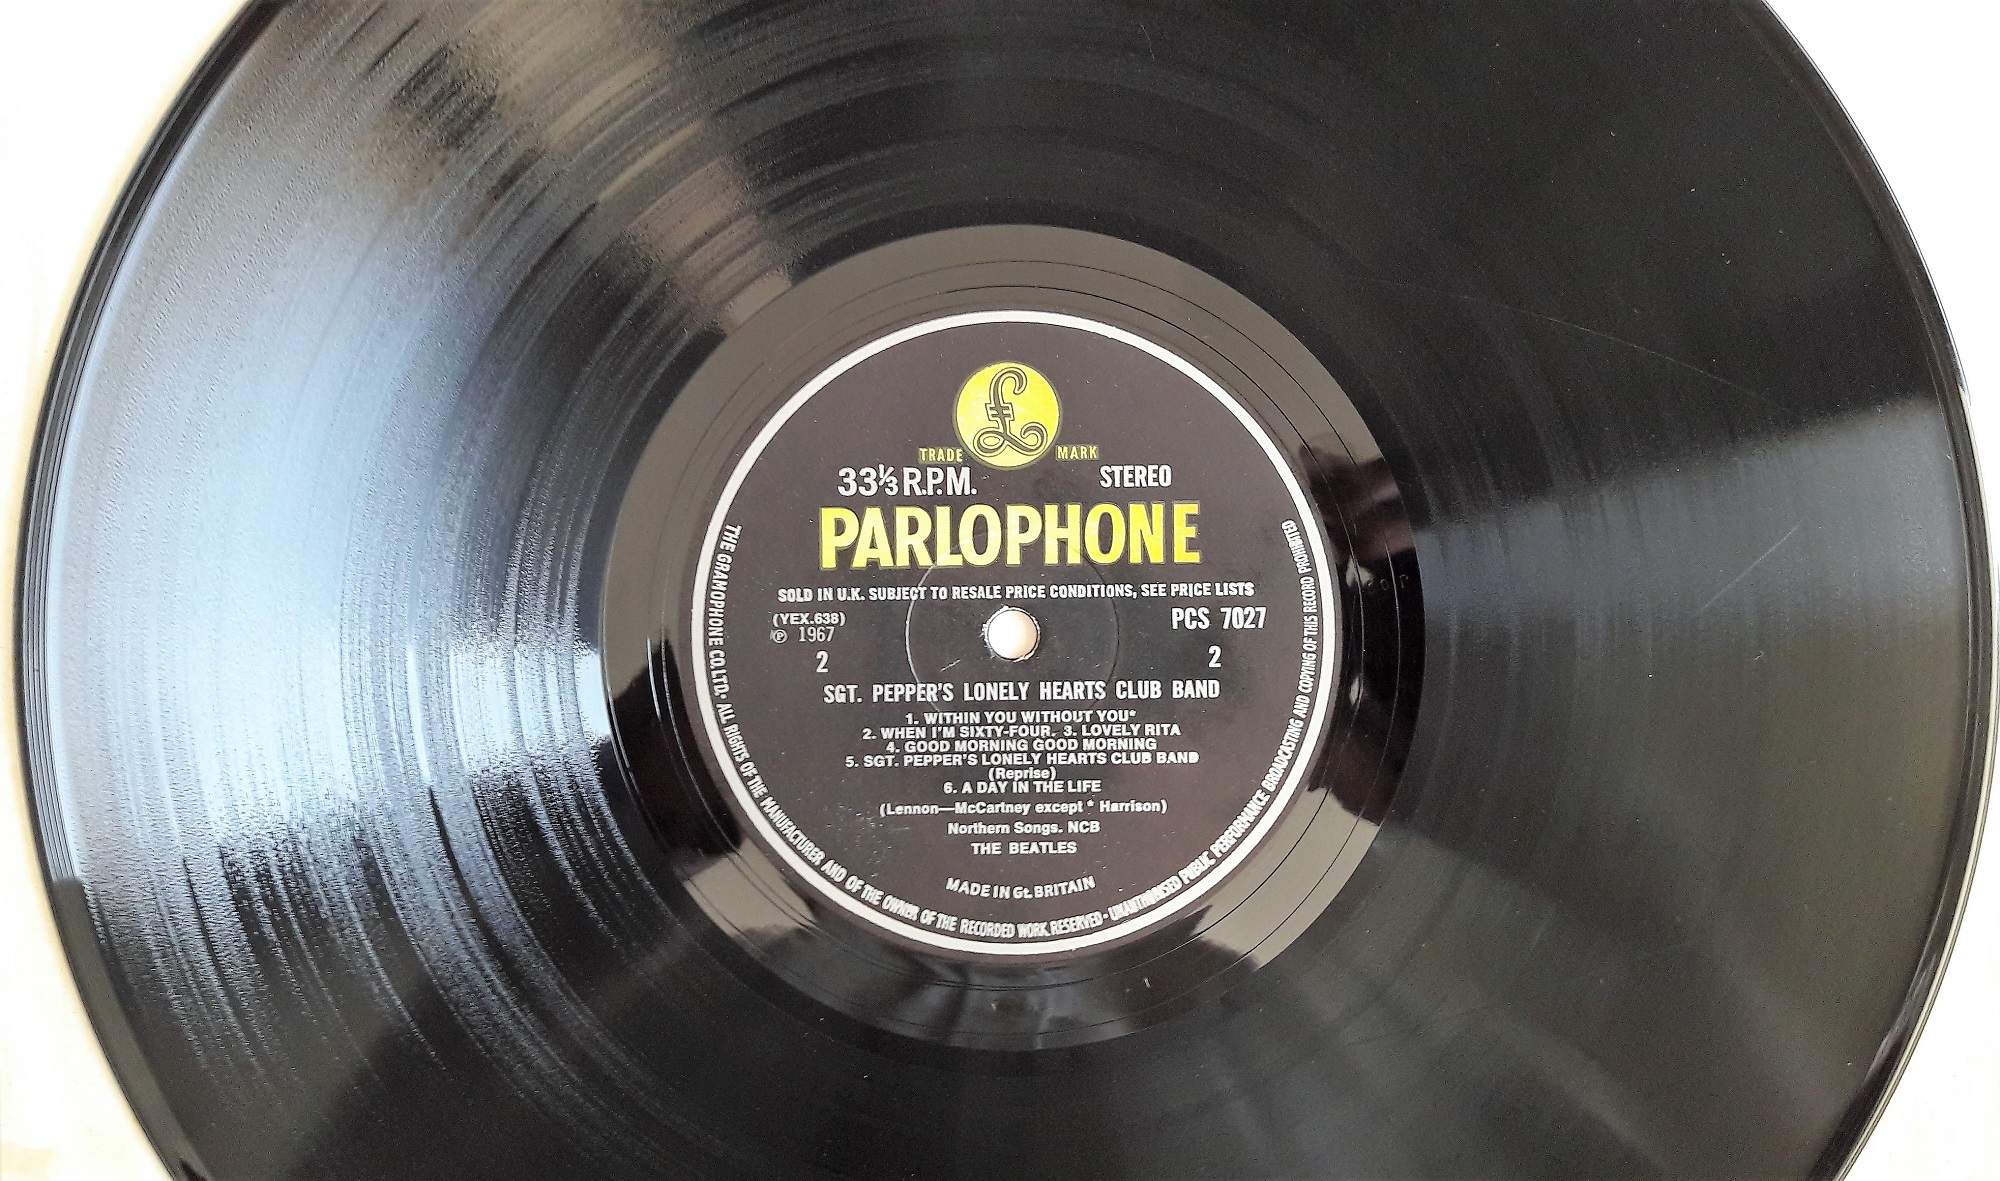 £
TRADE MARK
33⅓ R.P.M. STEREO
PARLOPHONE
SOLD IN U.K. SUBJECT TO RESALE PRICE CONDITIONS, SEE PRICE LISTS
(YEX.638) PCS 7027
℗ 1967
2 2
SGT. PEPPER'S LONELY HEARTS CLUB BAND
1. WITHIN YOU WITHOUT YOU*
2. WHEN I'M SIXTY-FOUR. 3. LOVELY RITA
4. GOOD MORNING GOOD MORNING
5. SGT. PEPPER'S LONELY HEARTS CLUB BAND
(Reprise)
6. A DAY IN THE LIFE
(Lennon—McCartney except * Harrison)
Northern Songs. NCB
THE BEATLES
MADE IN Gt. BRITAIN
THE GRAMOPHONE CO. LTD. · ALL RIGHTS OF THE MANUFACTURER AND OF THE OWNER OF THE RECORDED WORK RESERVED · UNAUTHORISED PUBLIC PERFORMANCE BROADCASTING AND COPYING OF THIS RECORD PROHIBITED